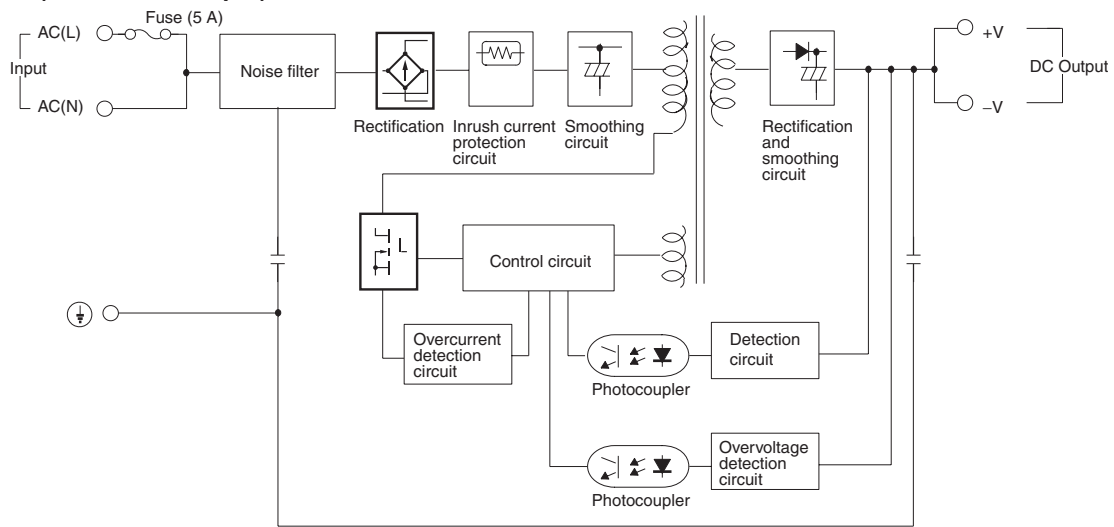 Fuse (5 A)
AC(L)
Input
AC(N)
Noise filter
Rectification
Inrush current
protection
circuit
Smoothing
circuit
Rectification
and
smoothing
circuit
+V
DC Output
–V
L
Control circuit
Overcurrent
detection
circuit
Photocoupler
Detection
circuit
Photocoupler
Overvoltage
detection
circuit